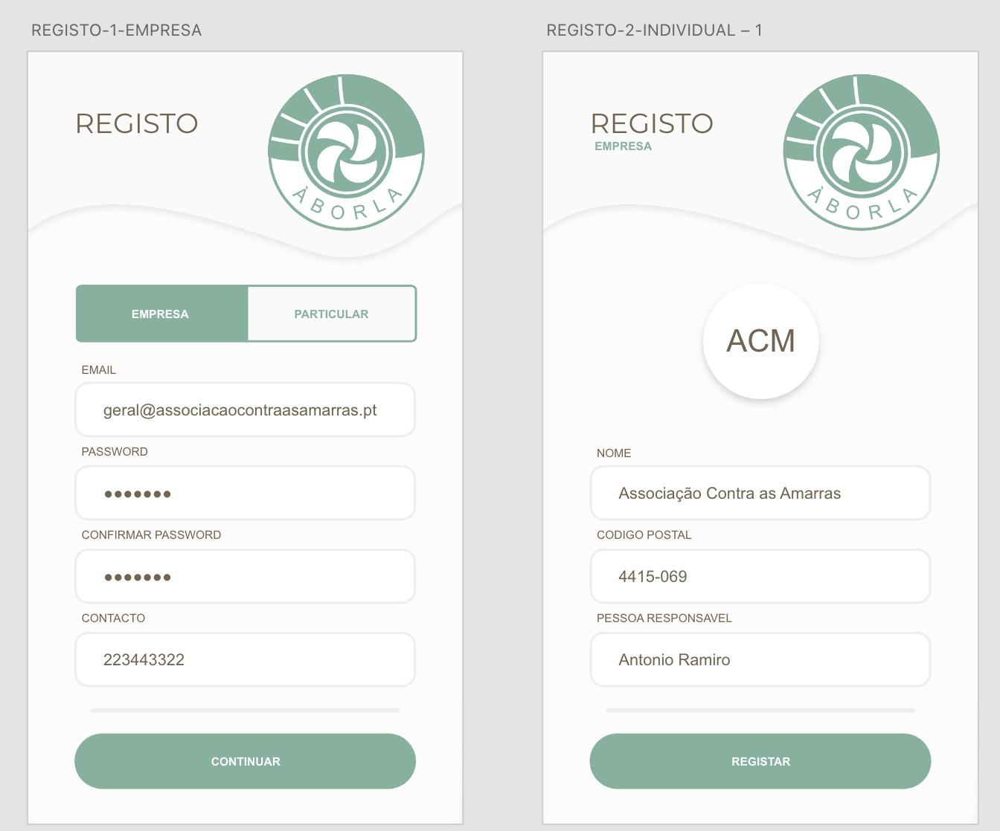 REGISTO-1-EMPRESA
REGISTO
ÀBORLA
EMPRESA
PARTICULAR
EMAIL
geral@associacaocontraasamarras.pt
PASSWORD
●●●●●●●
CONFIRMAR PASSWORD
●●●●●●●
CONTACTO
223443322
CONTINUAR
REGISTO-2-INDIVIDUAL – 1
REGISTO
EMPRESA
ÀBORLA
ACM
NOME
Associação Contra as Amarras
CODIGO POSTAL
4415-069
PESSOA RESPONSAVEL
Antonio Ramiro
REGISTAR